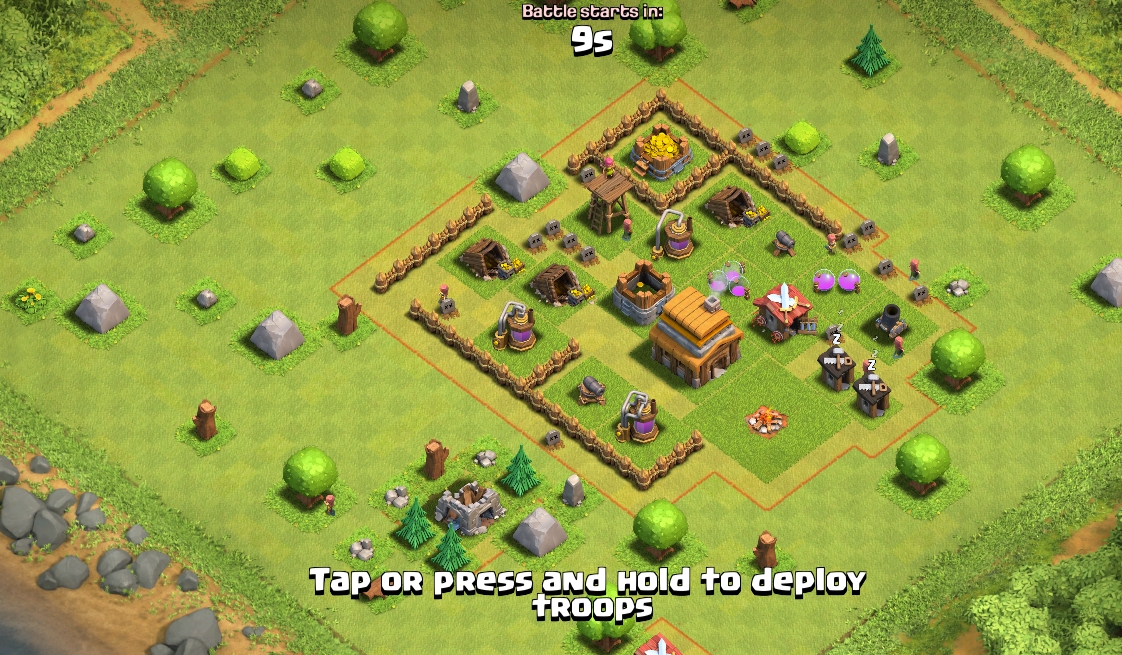 Battle starts in:
9s
z
z
Tap or press and hold to deploy
troops